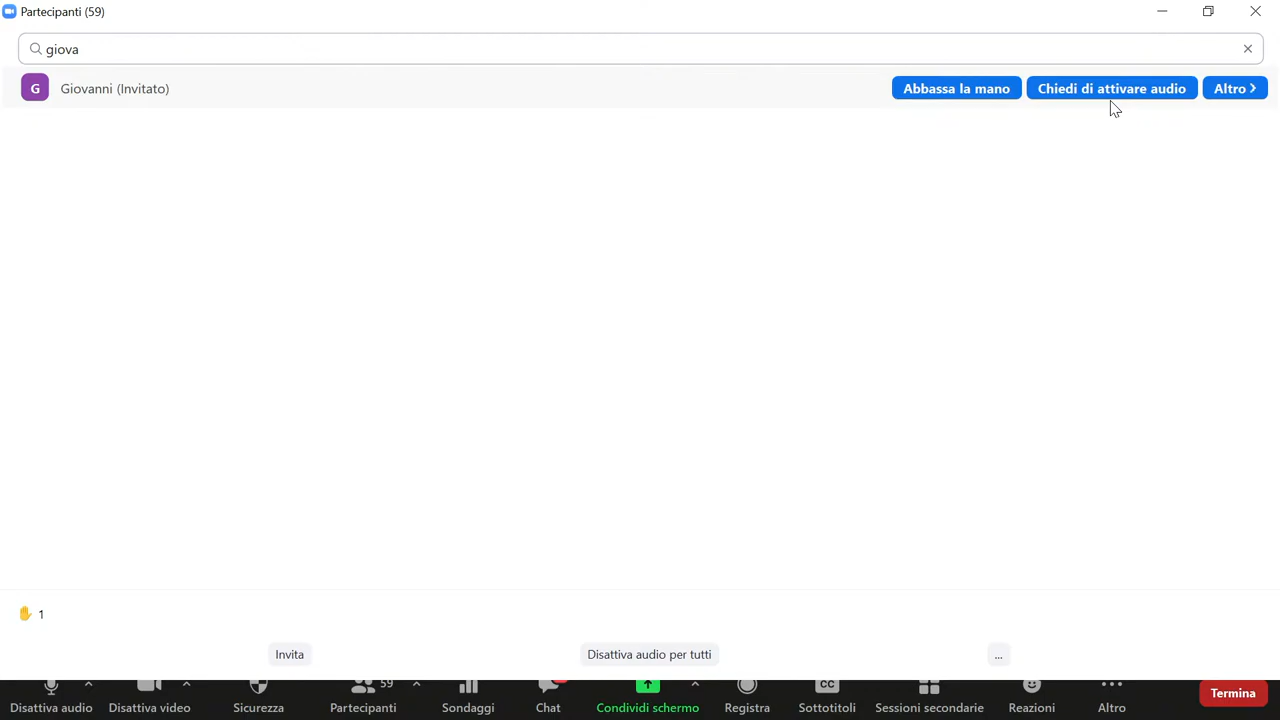 Partecipanti (59)
giova
G Giovanni (Invitato) Abbassa la mano Chiedi di attivare audio Altro >
1
Invita Disattiva audio per tutti ...
59 CC
Disattiva audio Disattiva video Sicurezza Partecipanti Sondaggi Chat Condividi schermo Registra Sottotitoli Sessioni secondarie Reazioni Altro Termina